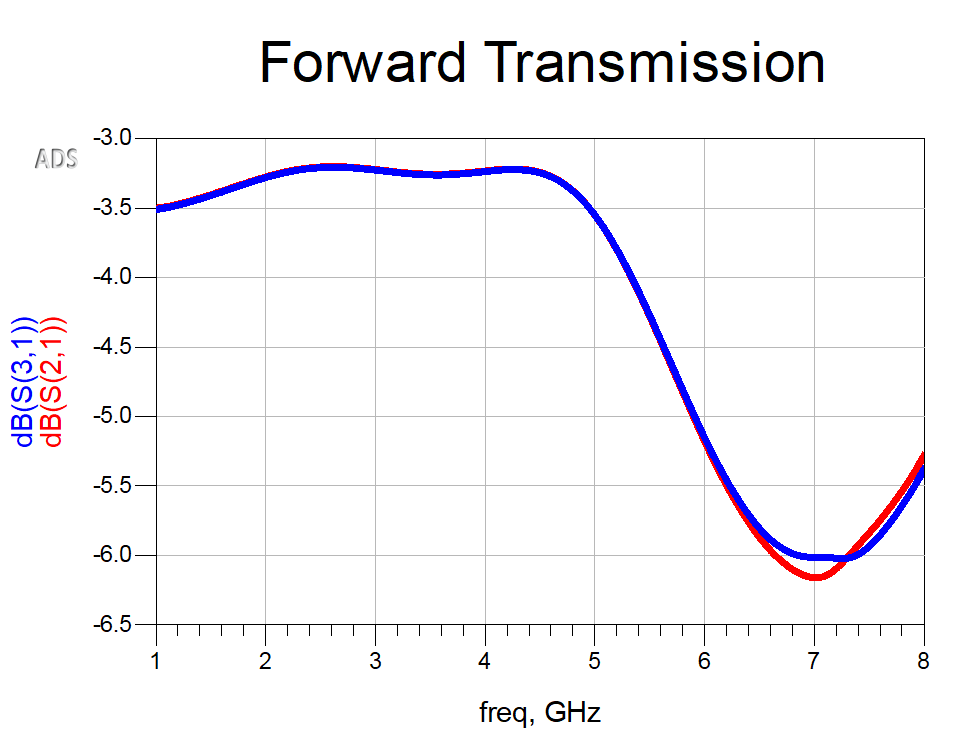 Forward Transmission
ADS
-3.0
-3.5
-4.0
-4.5
-5.0
-5.5
-6.0
-6.5
dB(S(3,1))
dB(S(2,1))
1 2 3 4 5 6 7 8
freq, GHz